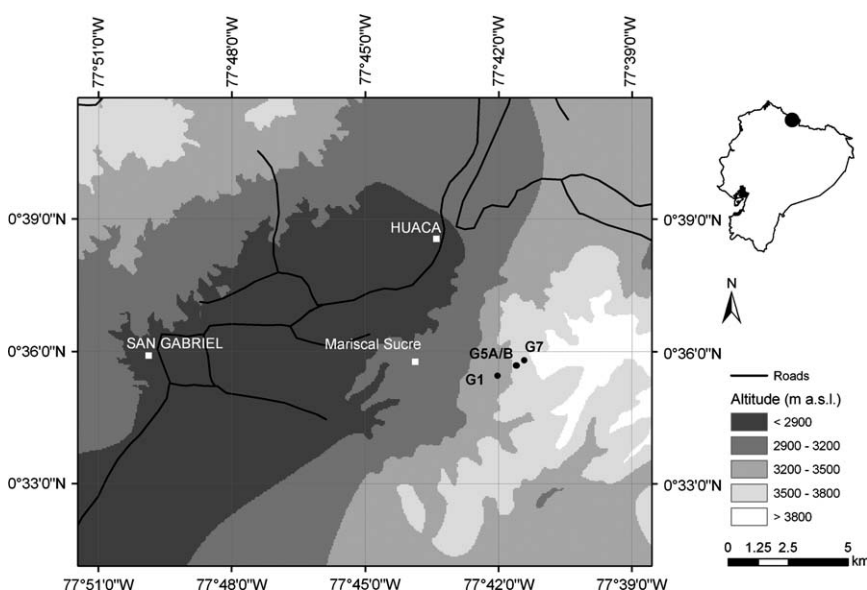 77°51'0"W 77°48'0"W 77°45'0"W 77°42'0"W 77°39'0"W
0°39'0"N 0°39'0"N
HUACA
N
0°36'0"N 0°36'0"N
SAN GABRIEL
Mariscal Sucre
G5A/B
G7
G1
0°33'0"N 0°33'0"N
77°51'0"W 77°48'0"W 77°45'0"W 77°42'0"W 77°39'0"W
Roads
Altitude (m a.s.l.)
< 2900
2900 - 3200
3200 - 3500
3500 - 3800
> 3800
0 1.25 2.5 5
km